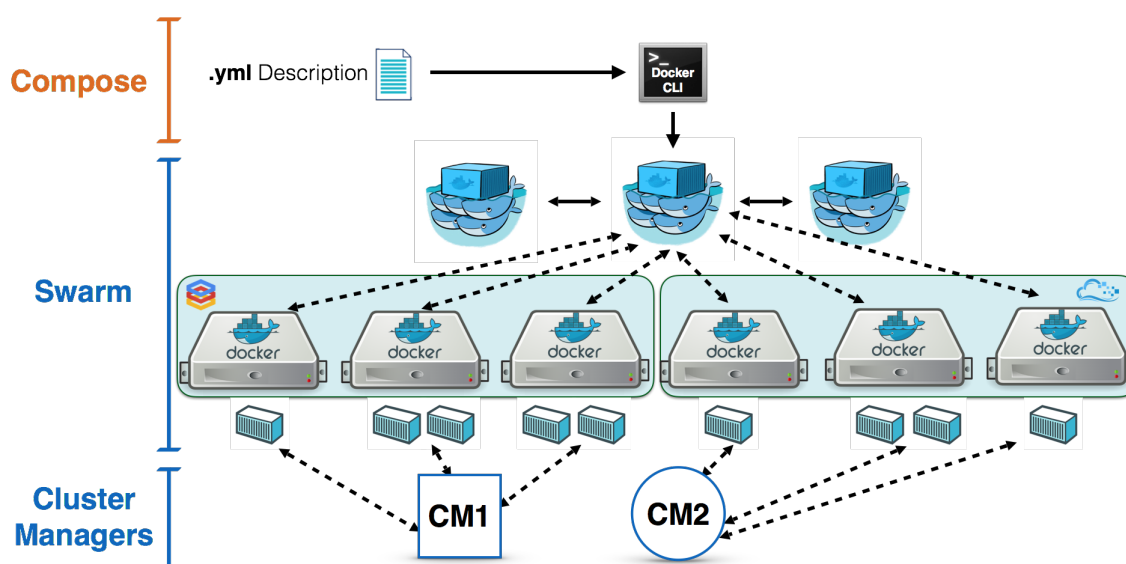 Compose
.yml Description
>_
Docker
CLI
Swarm
docker
docker
docker
docker
docker
docker
Cluster
Managers
CM1
CM2